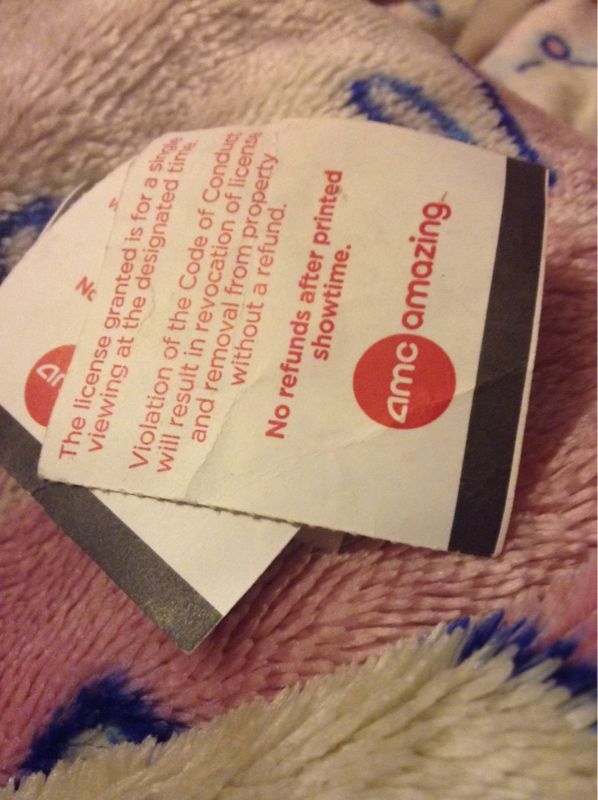 The license granted is for a single
viewing at the designated time.
Violation of the Code of Conduct
will result in revocation of license
and removal from property
without a refund.
No refunds after printed
showtime.
amc amazing.